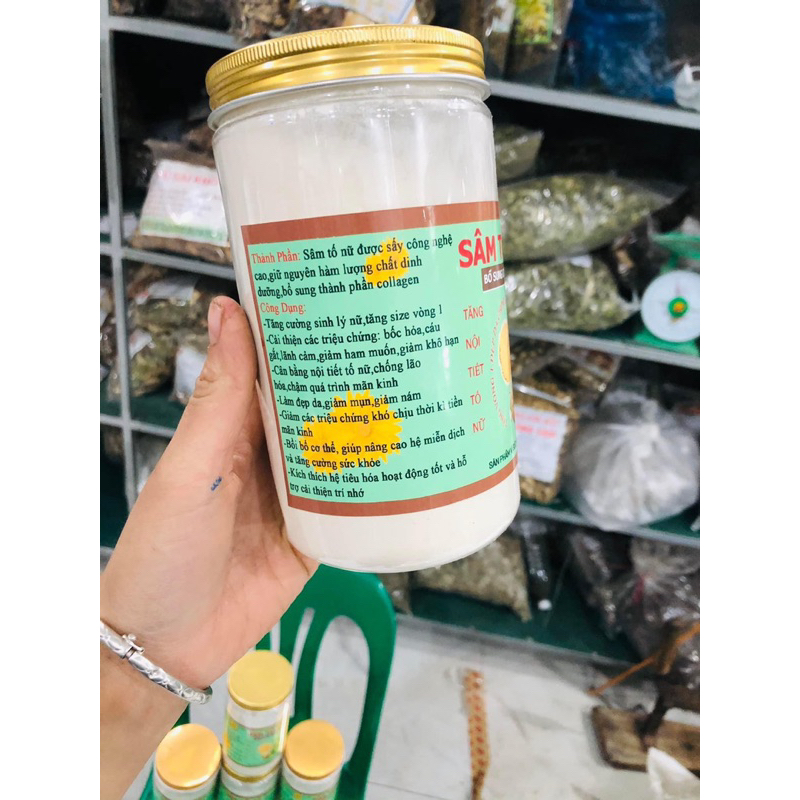 Thành Phần: Sâm tố nữ được sấy công nghệ
cao,giữ nguyên hàm lượng chất dinh
dưỡng,bổ sung thành phần collagen
Công Dụng:
-Tăng cường sinh lý nữ,tăng size vòng 1
-Cải thiện các triệu chứng: bốc hỏa,cáu
gắt,lãnh cảm,giảm ham muốn,giảm khô hạn
-Cân bằng nội tiết tố nữ,chống lão
hóa,chậm quá trình mãn kinh
-Làm đẹp da,giảm mụn,giảm nám
-Giảm các triệu chứng khó chịu thời kì tiền
mãn kinh
-Bồi bổ cơ thể, giúp nâng cao hệ miễn dịch
và tăng cường sức khỏe
-Kích thích hệ tiêu hóa hoạt động tốt và hỗ
trợ cải thiện trí nhớ
SÂM
BỔ SUNG
TĂNG
NỘI
TIẾT
TỐ
NỮ
SẢN PHẨM